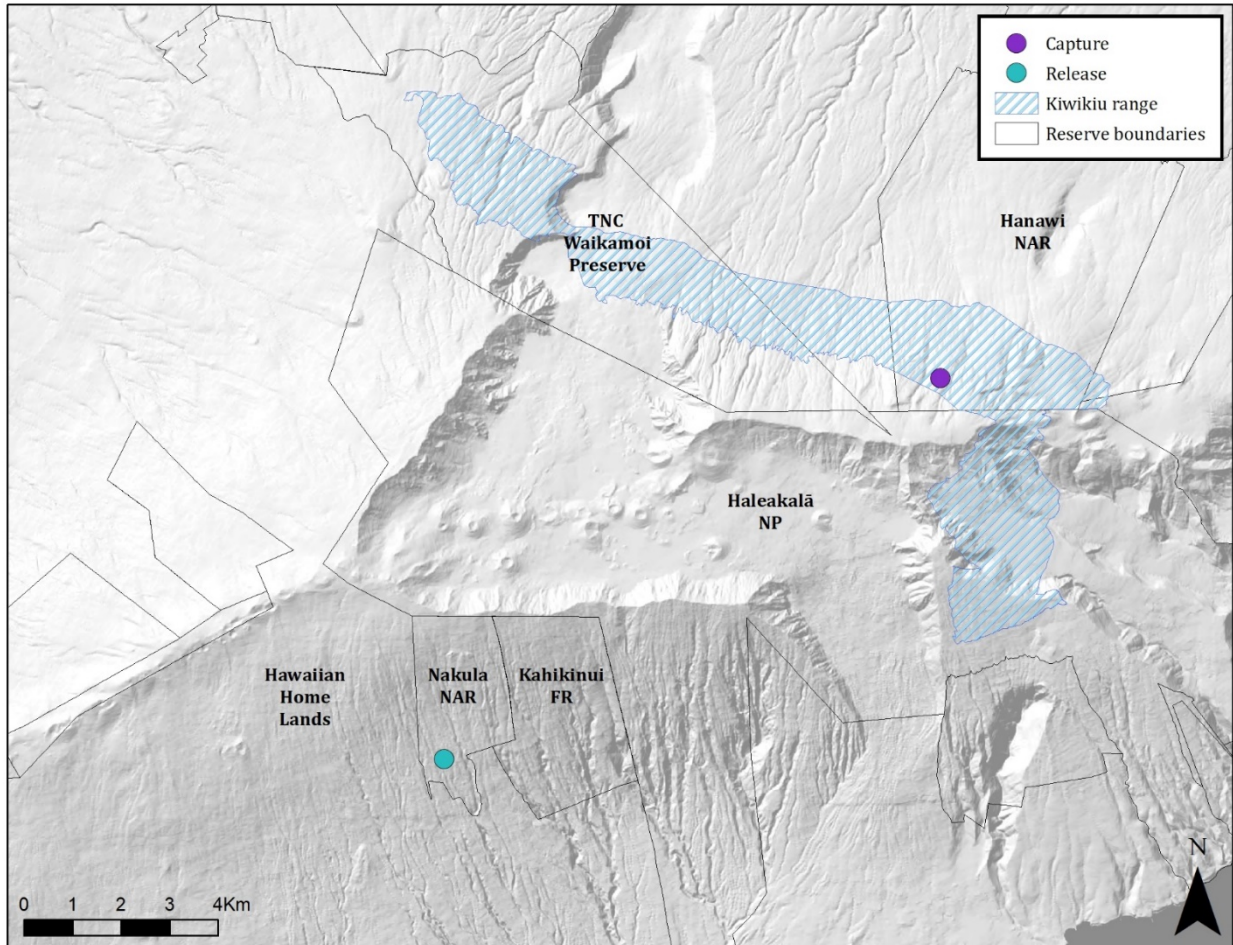 Capture
Release
Kiwikiu range
Reserve boundaries
TNC
Waikamoi
Preserve
Hanawi
NAR
Haleakalā
NP
Hawaiian
Home
Lands
Nakula
NAR
Kahikinui
FR
N
0 1 2 3 4Km